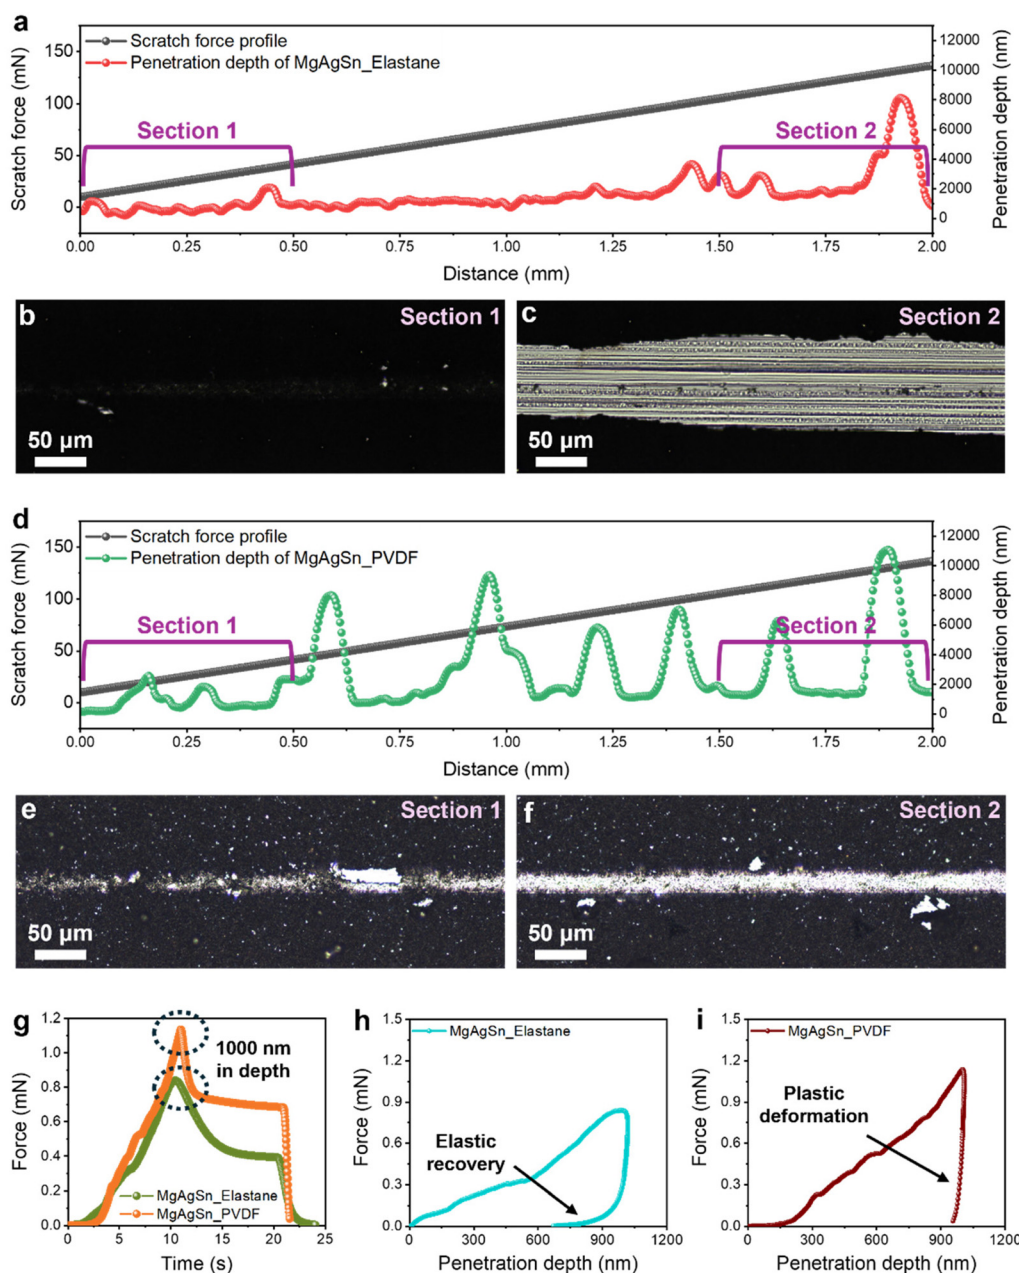 a
Scratch force profile
Penetration depth of MgAgSn_Elastane
Section 1
Section 2
Scratch force (mN)
150
100
50
0
Penetration depth (nm)
12000
10000
8000
6000
4000
2000
0
0.00 0.25 0.50 0.75 1.00 1.25 1.50 1.75 2.00
Distance (mm)
b
Section 1
50 µm
c
Section 2
50 µm
d
Scratch force profile
Penetration depth of MgAgSn_PVDF
Section 1
Section 2
Scratch force (mN)
150
100
50
0
Penetration depth (nm)
12000
10000
8000
6000
4000
2000
0
0.00 0.25 0.50 0.75 1.00 1.25 1.50 1.75 2.00
Distance (mm)
e
Section 1
50 µm
f
Section 2
50 µm
g
1000 nm
in depth
MgAgSn_Elastane
MgAgSn_PVDF
Force (mN)
1.2
1.0
0.8
0.6
0.4
0.2
0.0
0 5 10 15 20 25
Time (s)
h
MgAgSn_Elastane
Elastic
recovery
Force (mN)
1.5
1.2
0.9
0.6
0.3
0.0
0 300 600 900 1200
Penetration depth (nm)
i
MgAgSn_PVDF
Plastic
deformation
Force (mN)
1.5
1.2
0.9
0.6
0.3
0.0
0 300 600 900 1200
Penetration depth (nm)